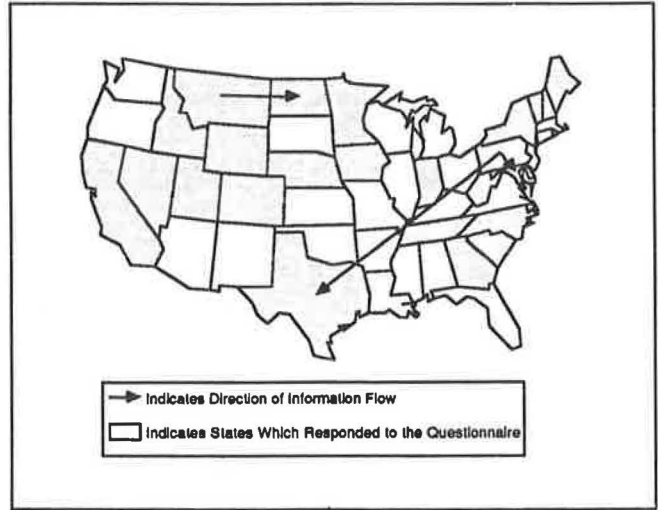 Indicates Direction of Information Flow
Indicates States Which Responded to the Questionnaire